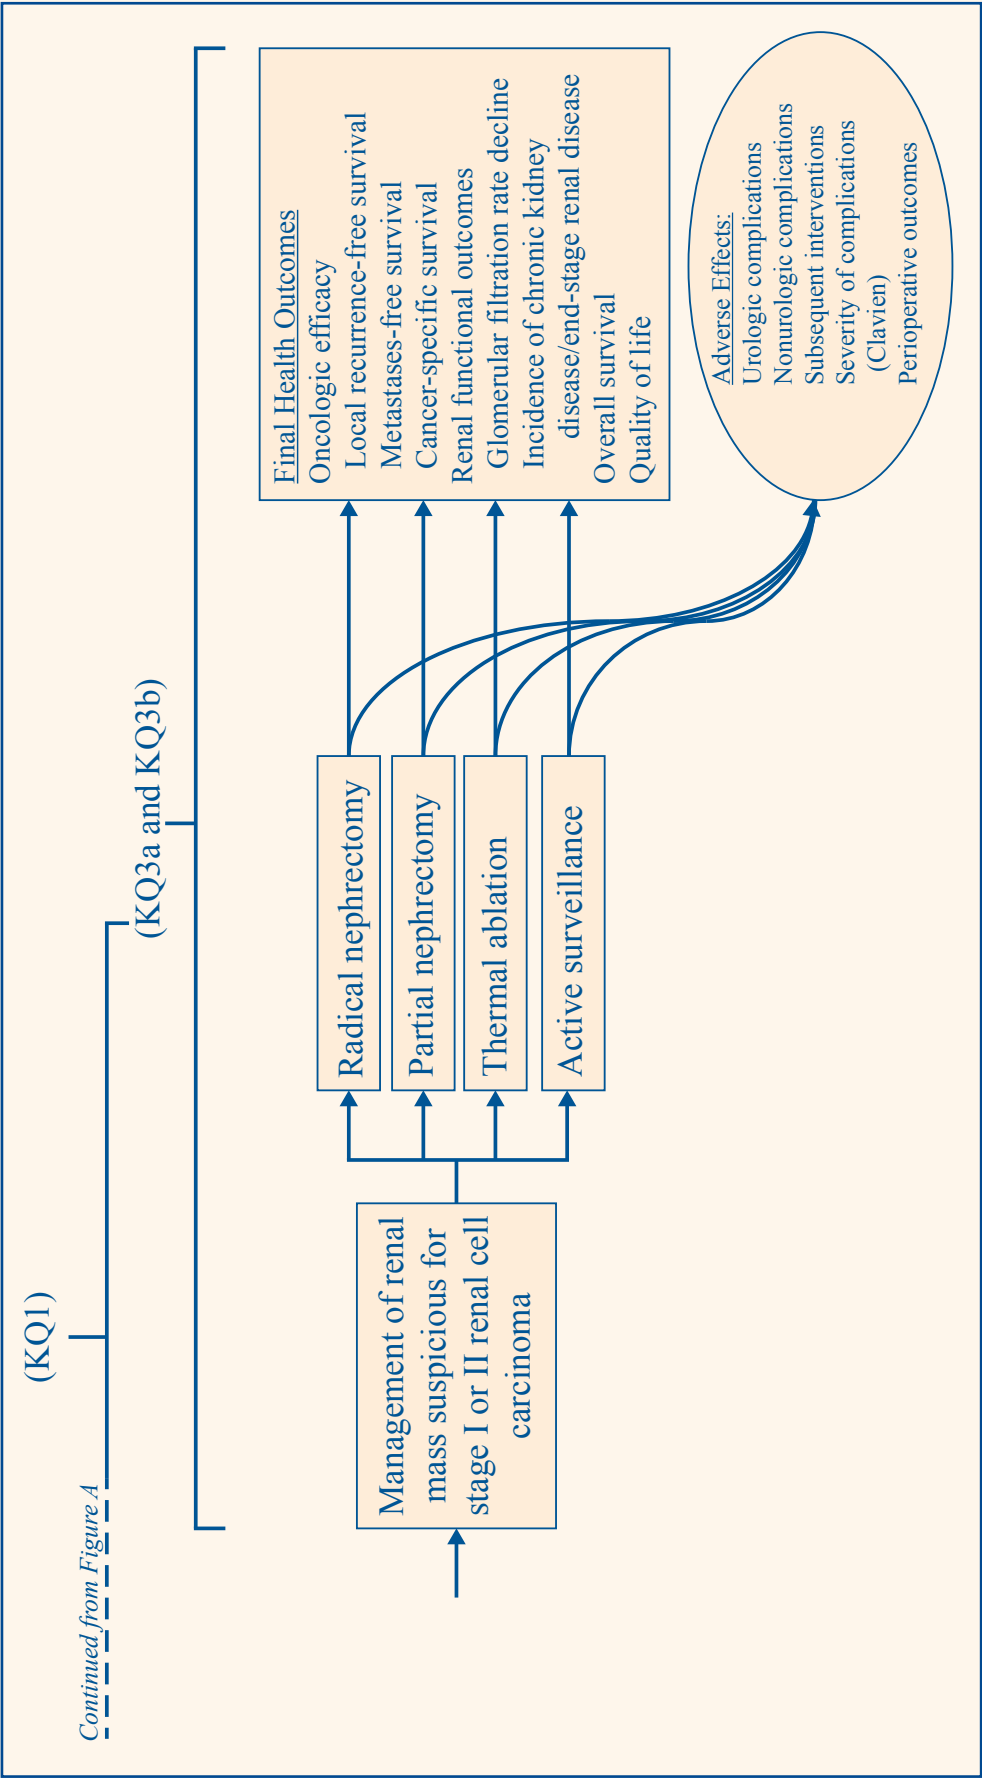 (KQ1)
Continued from Figure A
(KQ3a and KQ3b)
Management of renal
mass suspicious for
stage I or II renal cell
carcinoma
Radical nephrectomy
Partial nephrectomy
Thermal ablation
Active surveillance
Final Health Outcomes
Oncologic efficacy
Local recurrence-free survival
Metastases-free survival
Cancer-specific survival
Renal functional outcomes
Glomerular filtration rate decline
Incidence of chronic kidney
disease/end-stage renal disease
Overall survival
Quality of life
Adverse Effects:
Urologic complications
Nonurologic complications
Subsequent interventions
Severity of complications
(Clavien)
Perioperative outcomes